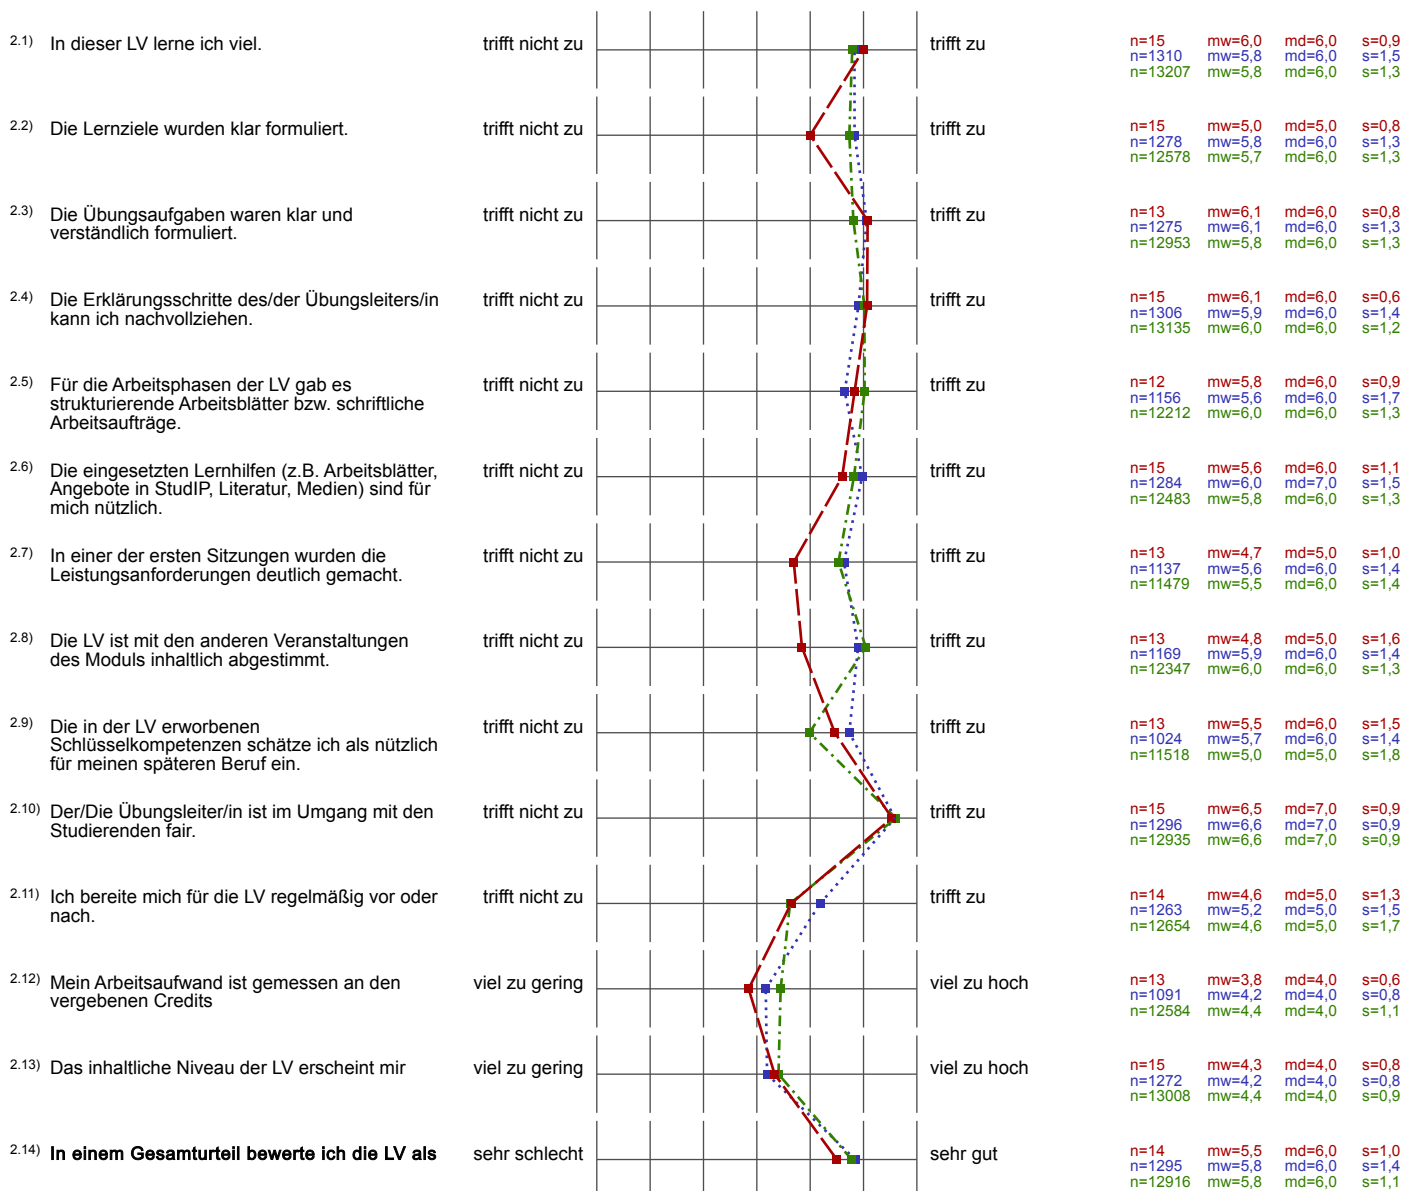 2.1) In dieser LV lerne ich viel. trifft nicht zu trifft zu n=15 mw=6,0 md=6,0 s=0,9
n=1310 mw=5,8 md=6,0 s=1,5
n=13207 mw=5,8 md=6,0 s=1,3
2.2) Die Lernziele wurden klar formuliert. trifft nicht zu trifft zu n=15 mw=5,0 md=5,0 s=0,8
n=1278 mw=5,8 md=6,0 s=1,3
n=12578 mw=5,7 md=6,0 s=1,3
2.3) Die Übungsaufgaben waren klar und trifft nicht zu trifft zu n=13 mw=6,1 md=6,0 s=0,8
verständlich formuliert. n=1275 mw=6,1 md=6,0 s=1,3
n=12953 mw=5,8 md=6,0 s=1,3
2.4) Die Erklärungsschritte des/der Übungsleiters/in trifft nicht zu trifft zu n=15 mw=6,1 md=6,0 s=0,6
kann ich nachvollziehen. n=1306 mw=5,9 md=6,0 s=1,4
n=13135 mw=6,0 md=6,0 s=1,2
2.5) Für die Arbeitsphasen der LV gab es trifft nicht zu trifft zu n=12 mw=5,8 md=6,0 s=0,9
strukturierende Arbeitsblätter bzw. schriftliche n=1156 mw=5,6 md=6,0 s=1,7
Arbeitsaufträge. n=12212 mw=6,0 md=6,0 s=1,3
2.6) Die eingesetzten Lernhilfen (z.B. Arbeitsblätter, trifft nicht zu trifft zu n=15 mw=5,6 md=6,0 s=1,1
Angebote in StudIP, Literatur, Medien) sind für n=1284 mw=6,0 md=7,0 s=1,5
mich nützlich. n=12483 mw=5,8 md=6,0 s=1,3
2.7) In einer der ersten Sitzungen wurden die trifft nicht zu trifft zu n=13 mw=4,7 md=5,0 s=1,0
Leistungsanforderungen deutlich gemacht. n=1137 mw=5,6 md=6,0 s=1,4
n=11479 mw=5,5 md=6,0 s=1,4
2.8) Die LV ist mit den anderen Veranstaltungen trifft nicht zu trifft zu n=13 mw=4,8 md=5,0 s=1,6
des Moduls inhaltlich abgestimmt. n=1169 mw=5,9 md=6,0 s=1,4
n=12347 mw=6,0 md=6,0 s=1,3
2.9) Die in der LV erworbenen trifft nicht zu trifft zu n=13 mw=5,5 md=6,0 s=1,5
Schlüsselkompetenzen schätze ich als nützlich n=1024 mw=5,7 md=6,0 s=1,4
für meinen späteren Beruf ein. n=11518 mw=5,0 md=5,0 s=1,8
2.10) Der/Die Übungsleiter/in ist im Umgang mit den trifft nicht zu trifft zu n=15 mw=6,5 md=7,0 s=0,9
Studierenden fair. n=1296 mw=6,6 md=7,0 s=0,9
n=12935 mw=6,6 md=7,0 s=0,9
2.11) Ich bereite mich für die LV regelmäßig vor oder trifft nicht zu trifft zu n=14 mw=4,6 md=5,0 s=1,3
nach. n=1263 mw=5,2 md=5,0 s=1,5
n=12654 mw=4,6 md=5,0 s=1,7
2.12) Mein Arbeitsaufwand ist gemessen an den viel zu gering viel zu hoch n=13 mw=3,8 md=4,0 s=0,6
vergebenen Credits n=1091 mw=4,2 md=4,0 s=0,8
n=12584 mw=4,4 md=4,0 s=1,1
2.13) Das inhaltliche Niveau der LV erscheint mir viel zu gering viel zu hoch n=15 mw=4,3 md=4,0 s=0,8
n=1272 mw=4,2 md=4,0 s=0,8
n=13008 mw=4,4 md=4,0 s=0,9
2.14) In einem Gesamturteil bewerte ich die LV als sehr schlecht sehr gut n=14 mw=5,5 md=6,0 s=1,0
n=1295 mw=5,8 md=6,0 s=1,4
n=12916 mw=5,8 md=6,0 s=1,1